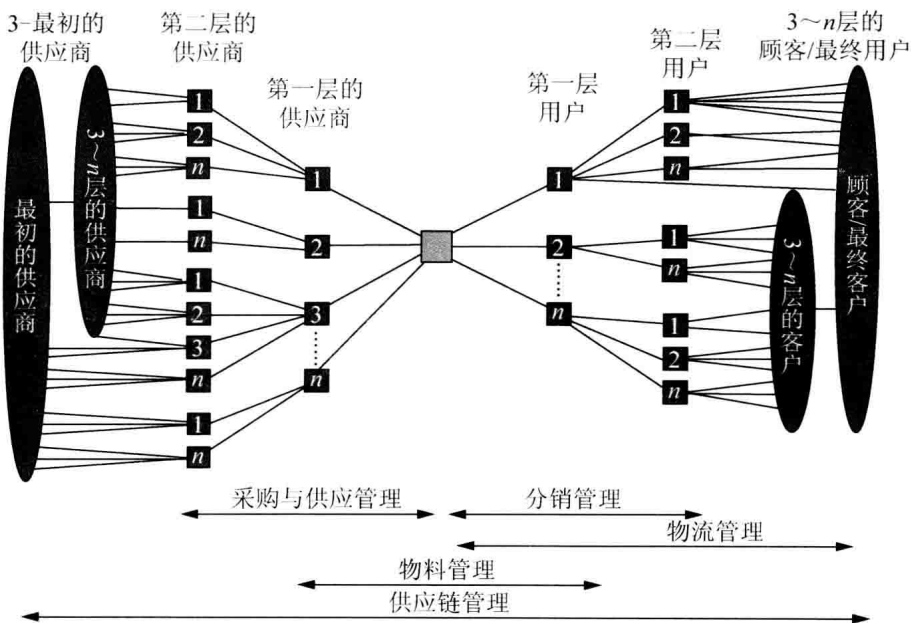 3-最初的
供应商
第二层的
供应商
第一层的
供应商
第一层
用户
第二层
用户
3～n层的
顾客/最终用户
最初的供应商
3～n层的供应商
1
2
n
1
n
1
2
3
n
1
n
1
2
3
n
1
2
n
1
2
n
1
n
1
2
n
3～n层的客户
顾客/最终客户
采购与供应管理
分销管理
物流管理
物料管理
供应链管理